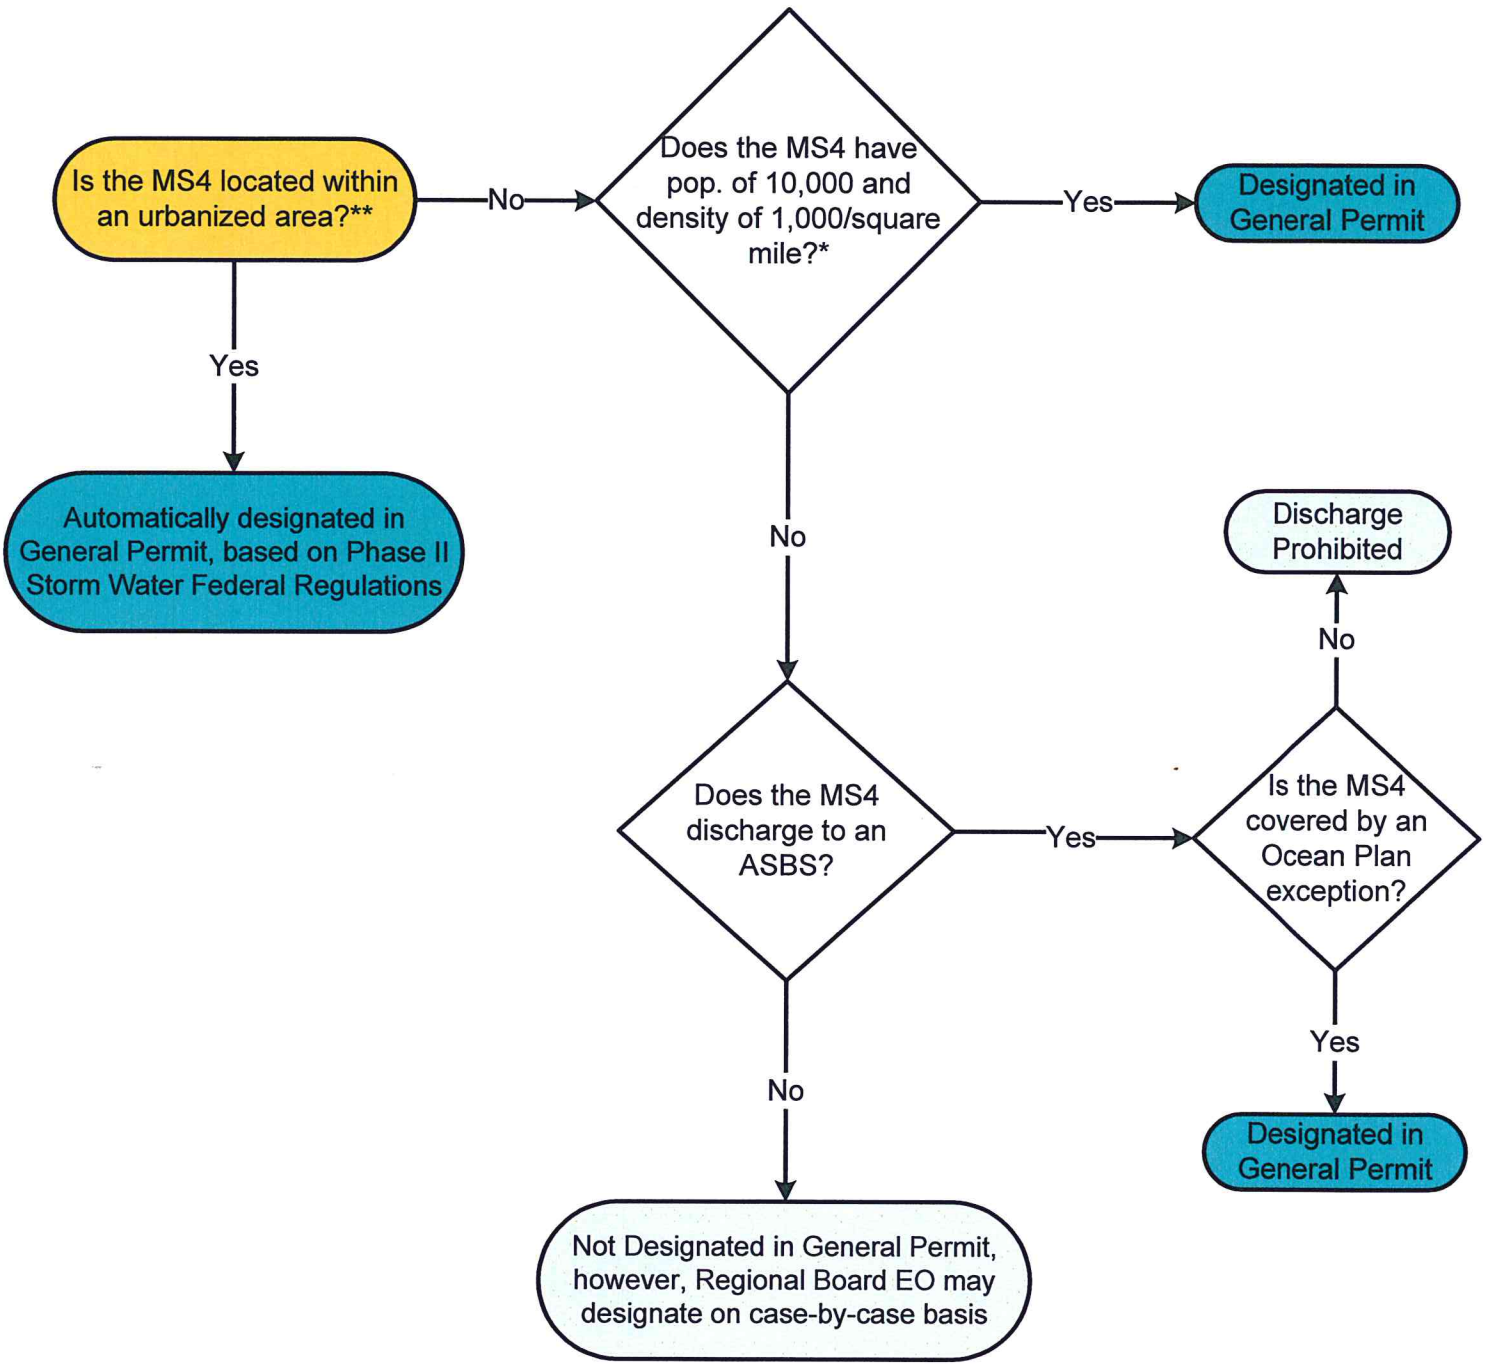 Is the MS4 located within
an urbanized area?**
No
Does the MS4 have
pop. of 10,000 and
density of 1,000/square
mile?*
Yes
Designated in
General Permit
Yes
Automatically designated in
General Permit, based on Phase II
Storm Water Federal Regulations
No
Discharge
Prohibited
No
Does the MS4
discharge to an
ASBS?
Yes
Is the MS4
covered by an
Ocean Plan
exception?
Yes
Designated in
General Permit
No
Not Designated in General Permit,
however, Regional Board EO may
designate on case-by-case basis